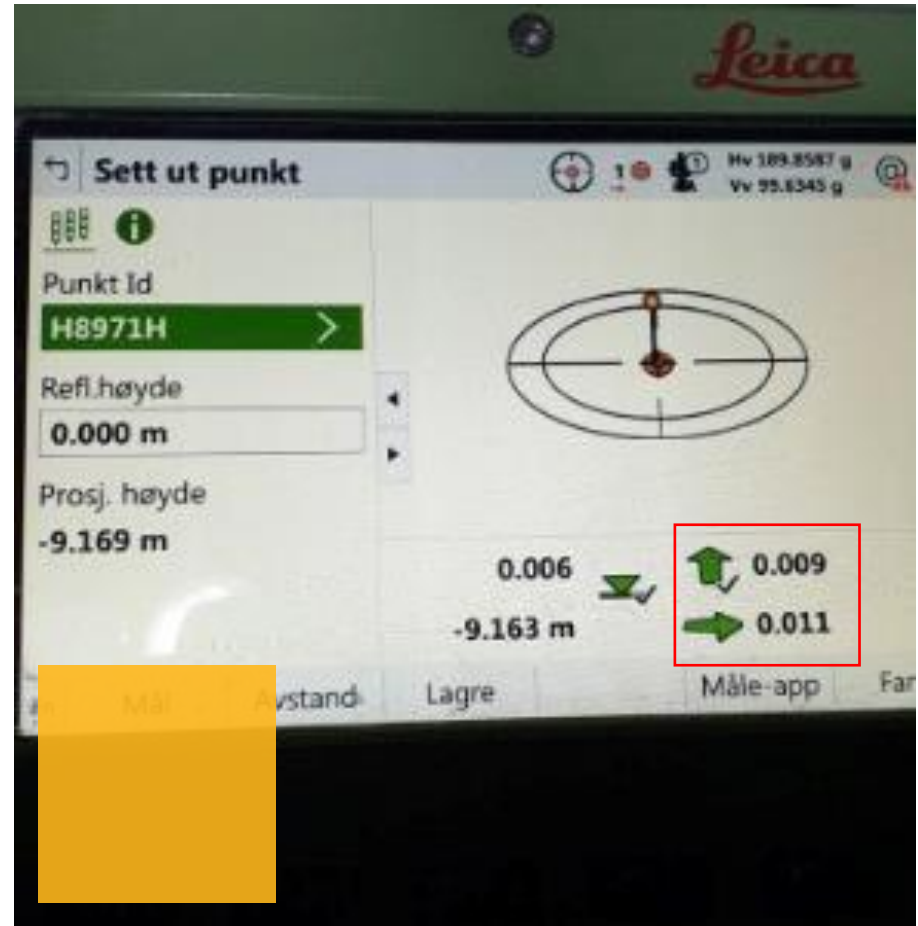 Leica
Sett ut punkt
1
1
Hv 189.8587 g
Vv 99.6345 g
Punkt Id
H8971H
Refl.høyde
0.000 m
Prosj. høyde
-9.169 m
0.006
0.009
-9.163 m
0.011
Mål
Avstand
Lagre
Måle-app